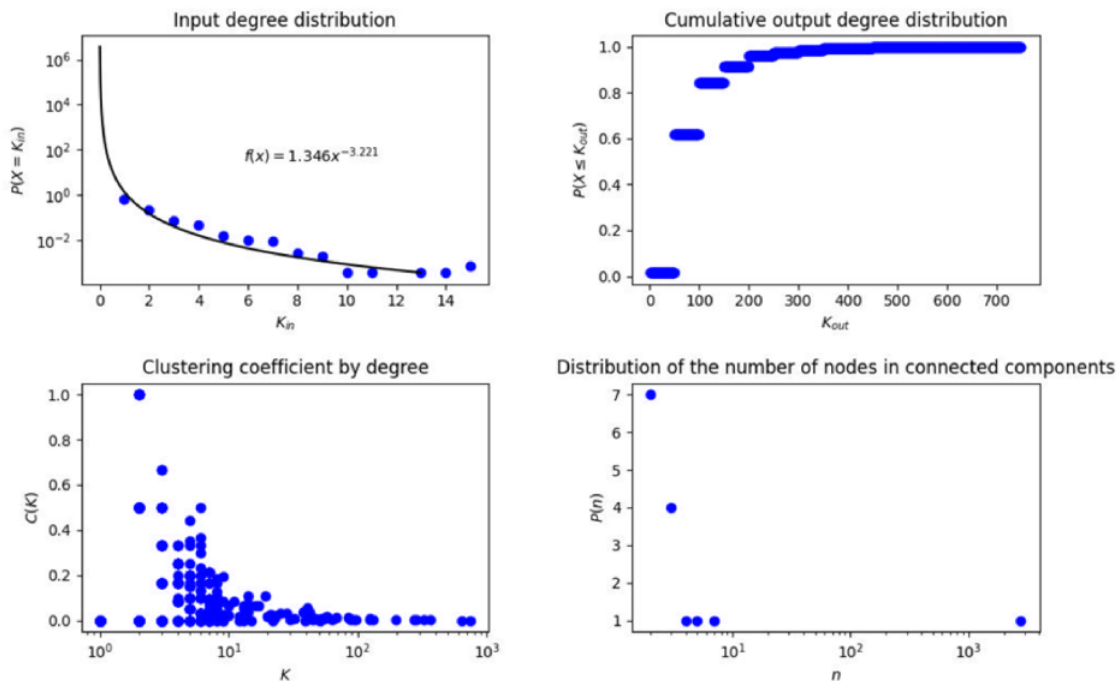 Input degree distribution
P(X = K_in)
10^6
10^4
10^2
10^0
10^−2
f(x) = 1.346x^−3.221
0 2 4 6 8 10 12 14
K_in
Cumulative output degree distribution
P(X ≤ K_out)
1.0
0.8
0.6
0.4
0.2
0.0
0 100 200 300 400 500 600 700
K_out
Clustering coefficient by degree
C(K)
1.0
0.8
0.6
0.4
0.2
0.0
10^0 10^1 10^2 10^3
K
Distribution of the number of nodes in connected components
P(n)
7
6
5
4
3
2
1
10^1 10^2 10^3
n